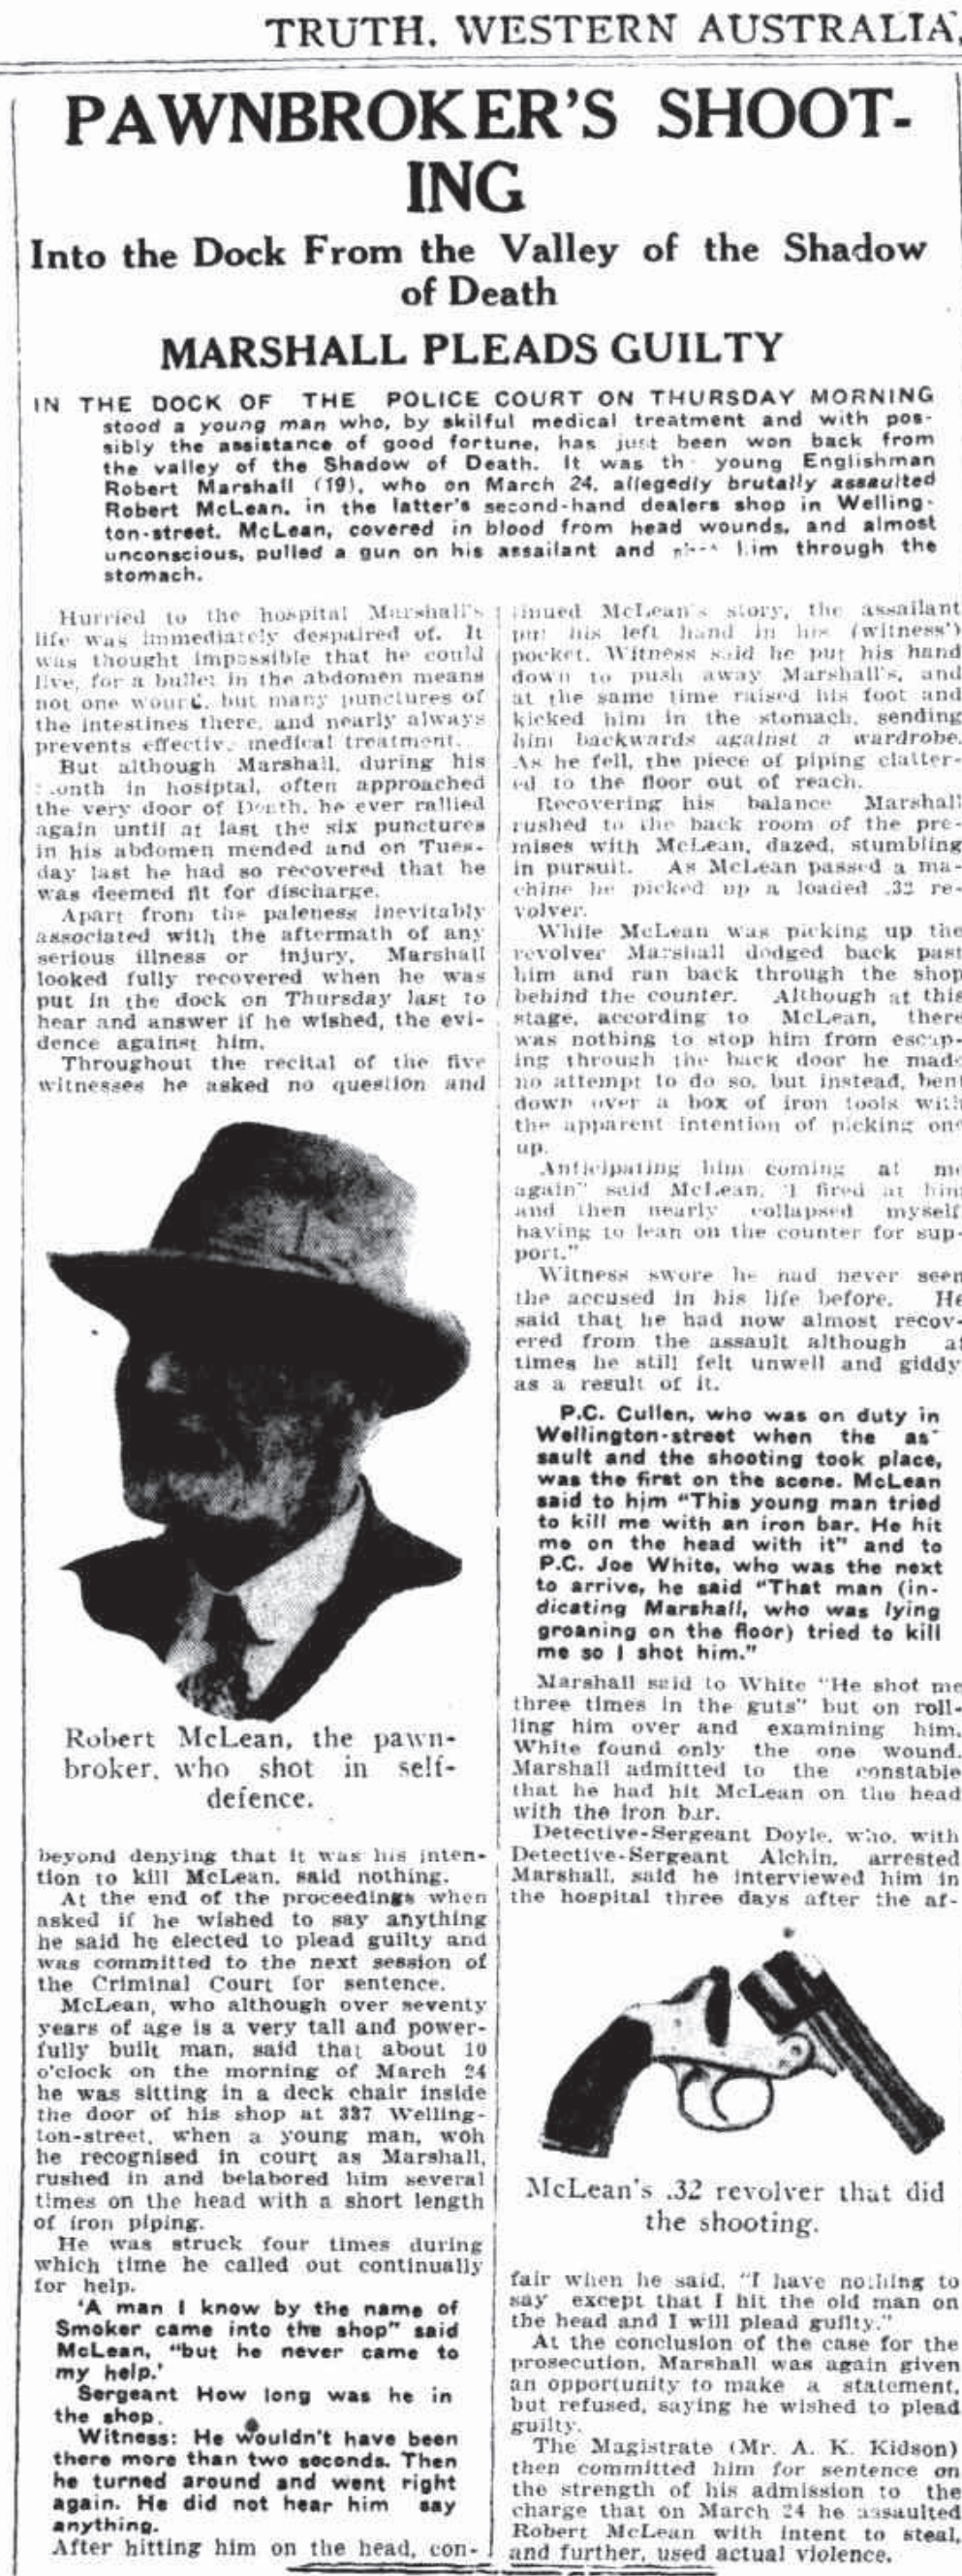 TRUTH. WESTERN AUSTRALIA,
PAWNBROKER'S SHOOT-
ING
Into the Dock From the Valley of the Shadow
of Death
MARSHALL PLEADS GUILTY
IN THE DOCK OF THE POLICE COURT ON THURSDAY MORNING
stood a young man who, by skilful medical treatment and with pos-
sibly the assistance of good fortune, has just been won back from
the valley of the Shadow of Death. It was th young Englishman
Robert Marshall (19), who on March 24, allegedly brutally assaulted
Robert McLean, in the latter's second-hand dealers shop in Welling-
ton-street. McLean, covered in blood from head wounds, and almost
unconscious, pulled a gun on his assailant and him through the
stomach.
Hurried to the hospital Marshall's
life was immediately despaired of. It
was thought impossible that he could
live, for a bullet in the abdomen means
not one wound, but many punctures of
the intestines there, and nearly always
prevents effective medical treatment.
But although Marshall, during his
month in hosiptal, often approached
the very door of Death, he ever rallied
again until at last the six punctures
in his abdomen mended and on Tues-
day last he had so recovered that he
was deemed fit for discharge.
Apart from the paleness inevitably
associated with the aftermath of any
serious illness or injury, Marshall
looked fully recovered when he was
put in the dock on Thursday last to
hear and answer if he wished, the evi-
dence against him.
Throughout the recital of the five
witnesses he asked no question and
Robert McLean, the pawn-
broker, who shot in self-
defence.
beyond denying that it was his inten-
tion to kill McLean, said nothing.
At the end of the proceedings when
asked if he wished to say anything
he said he elected to plead guilty and
was committed to the next session of
the Criminal Court for sentence.
McLean, who although over seventy
years of age is a very tall and power-
fully built man, said that about 10
o'clock on the morning of March 24
he was sitting in a deck chair inside
the door of his shop at 337 Welling-
ton-street, when a young man, woh
he recognised in court as Marshall,
rushed in and belabored him several
times on the head with a short length
of iron piping.
He was struck four times during
which time he called out continually
for help.
'A man I know by the name of
Smoker came into the shop" said
McLean, "but he never came to
my help.'
Sergeant How long was he in
the shop.
Witness: He wouldn't have been
there more than two seconds. Then
he turned around and went right
again. He did not hear him say
anything.
After hitting him on the head, con-
tinued McLean's story, the assailant
put his left hand in his (witness')
pocket. Witness said he put his hand
down to push away Marshall's, and
at the same time raised his foot and
kicked him in the stomach, sending
him backwards against a wardrobe.
As he fell, the piece of piping clatter-
ed to the floor out of reach.
Recovering his balance Marshall
rushed to the back room of the pre-
mises with McLean, dazed, stumbling
in pursuit. As McLean passed a ma-
chine he picked up a loaded .32 re-
volver.
While McLean was picking up the
revolver Marshall dodged back past
him and ran back through the shop
behind the counter. Although at this
stage, according to McLean, there
was nothing to stop him from escap-
ing through the back door he made
no attempt to do so, but instead, bent
down over a box of iron tools with
the apparent intention of picking one
up.
Anticipating him coming at me
again" said McLean, 'I fired at him
and then nearly collapsed myself
having to lean on the counter for sup-
port."
Witness swore he had never seen
the accused in his life before. He
said that he had now almost recov-
ered from the assault although at
times he still felt unwell and giddy
as a result of it.
P.C. Cullen, who was on duty in
Wellington-street when the as-
sault and the shooting took place,
was the first on the scene. McLean
said to him "This young man tried
to kill me with an iron bar. He hit
me on the head with it" and to
P.C. Joe White, who was the next
to arrive, he said "That man (in-
dicating Marshall, who was lying
groaning on the floor) tried to kill
me so I shot him."
Marshall said to White "He shot me
three times in the guts" but on roll-
ling him over and examining him,
White found only the one wound.
Marshall admitted to the constable
that he had hit McLean on the head
with the iron bar.
Detective-Sergeant Doyle, who, with
Detective-Sergeant Alchin, arrested
Marshall, said he interviewed him in
the hospital three days after the af-
McLean's .32 revolver that did
the shooting.
fair when he said, "I have nothing to
say except that I hit the old man on
the head and I will plead guilty."
At the conclusion of the case for the
prosecution, Marshall was again given
an opportunity to make a statement,
but refused, saying he wished to plead
guilty.
The Magistrate (Mr. A. K. Kidson)
then committed him for sentence on
the strength of his admission to the
charge that on March 24 he assaulted
Robert McLean with intent to steal,
and further, used actual violence.